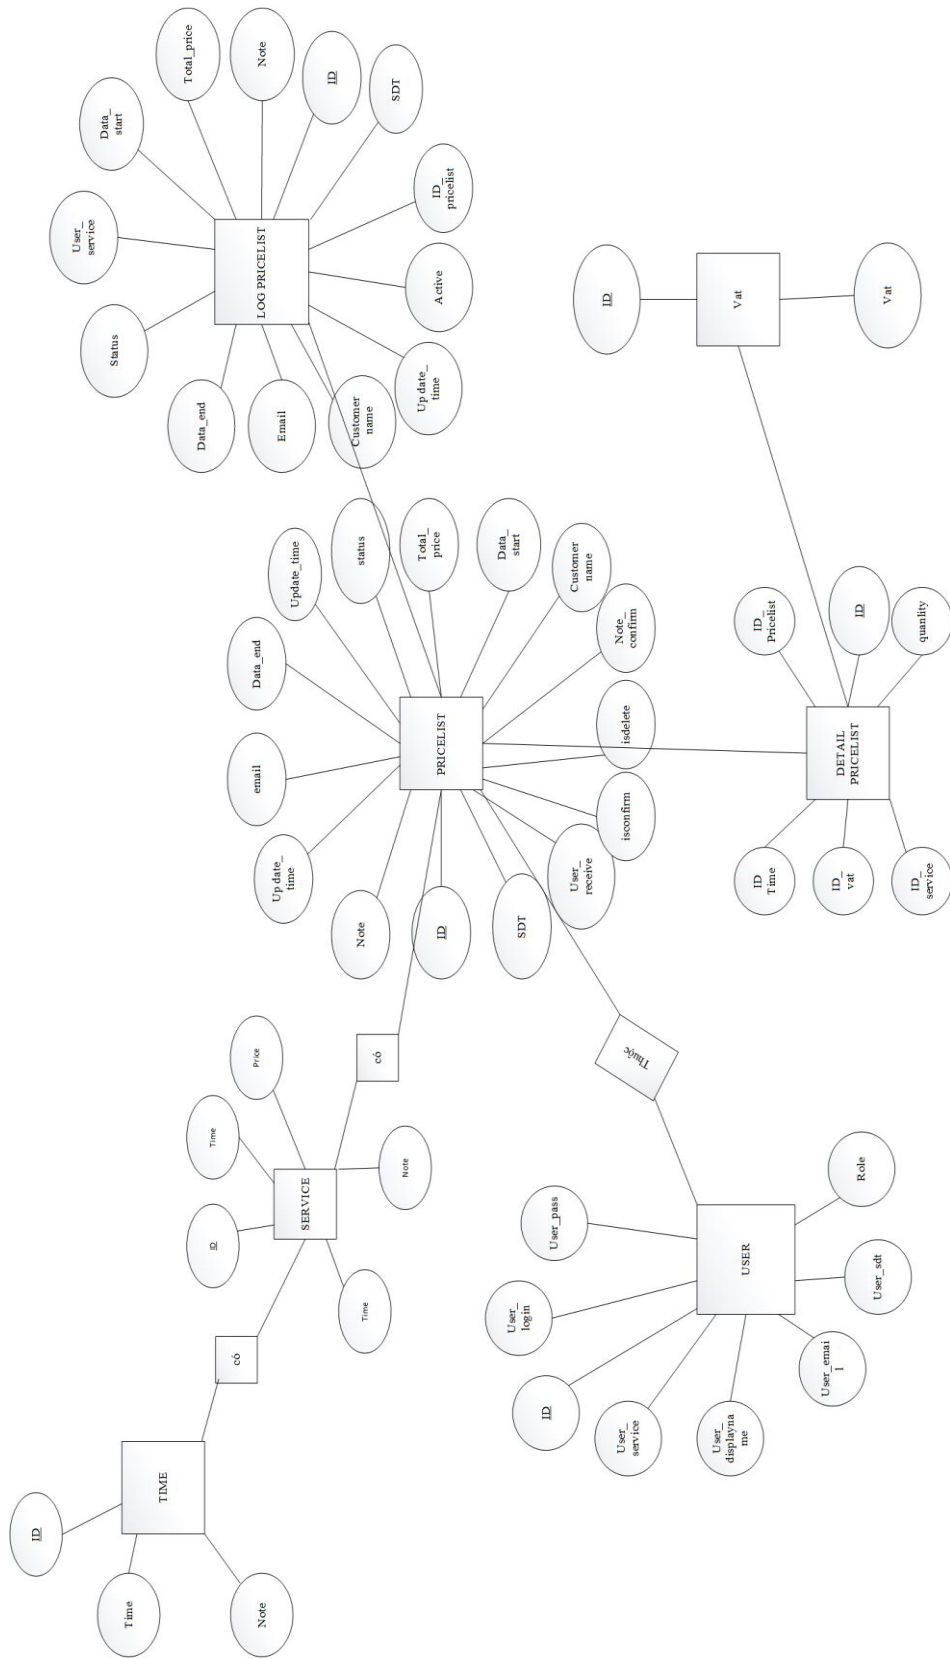 ID
Time
Note
TIME
có
ID
Time
Price
SERVICE
Time
Note
có
ID
User_
login
User_pass
User_
service
User_
displayna
me
User_emai
l
User_sdt
Role
USER
Thuộc
Note
Up date_
time
email
Data_end
Update_time
status
Total_
price
Data_
start
Customer
name
Note_
confirm
isdelete
isconfirm
User_
receive
SDT
ID
PRICELIST
Data_end
Status
User_
service
Data_
start
Total_price
Note
ID
SDT
ID_
pricelist
Active
Up date_
time
Customer
name
Email
LOG PRICELIST
ID
Time
ID_
vat
ID_
service
DETAIL
PRICELIST
ID_
Pricelist
ID
quanlity
ID
Vat
Vat